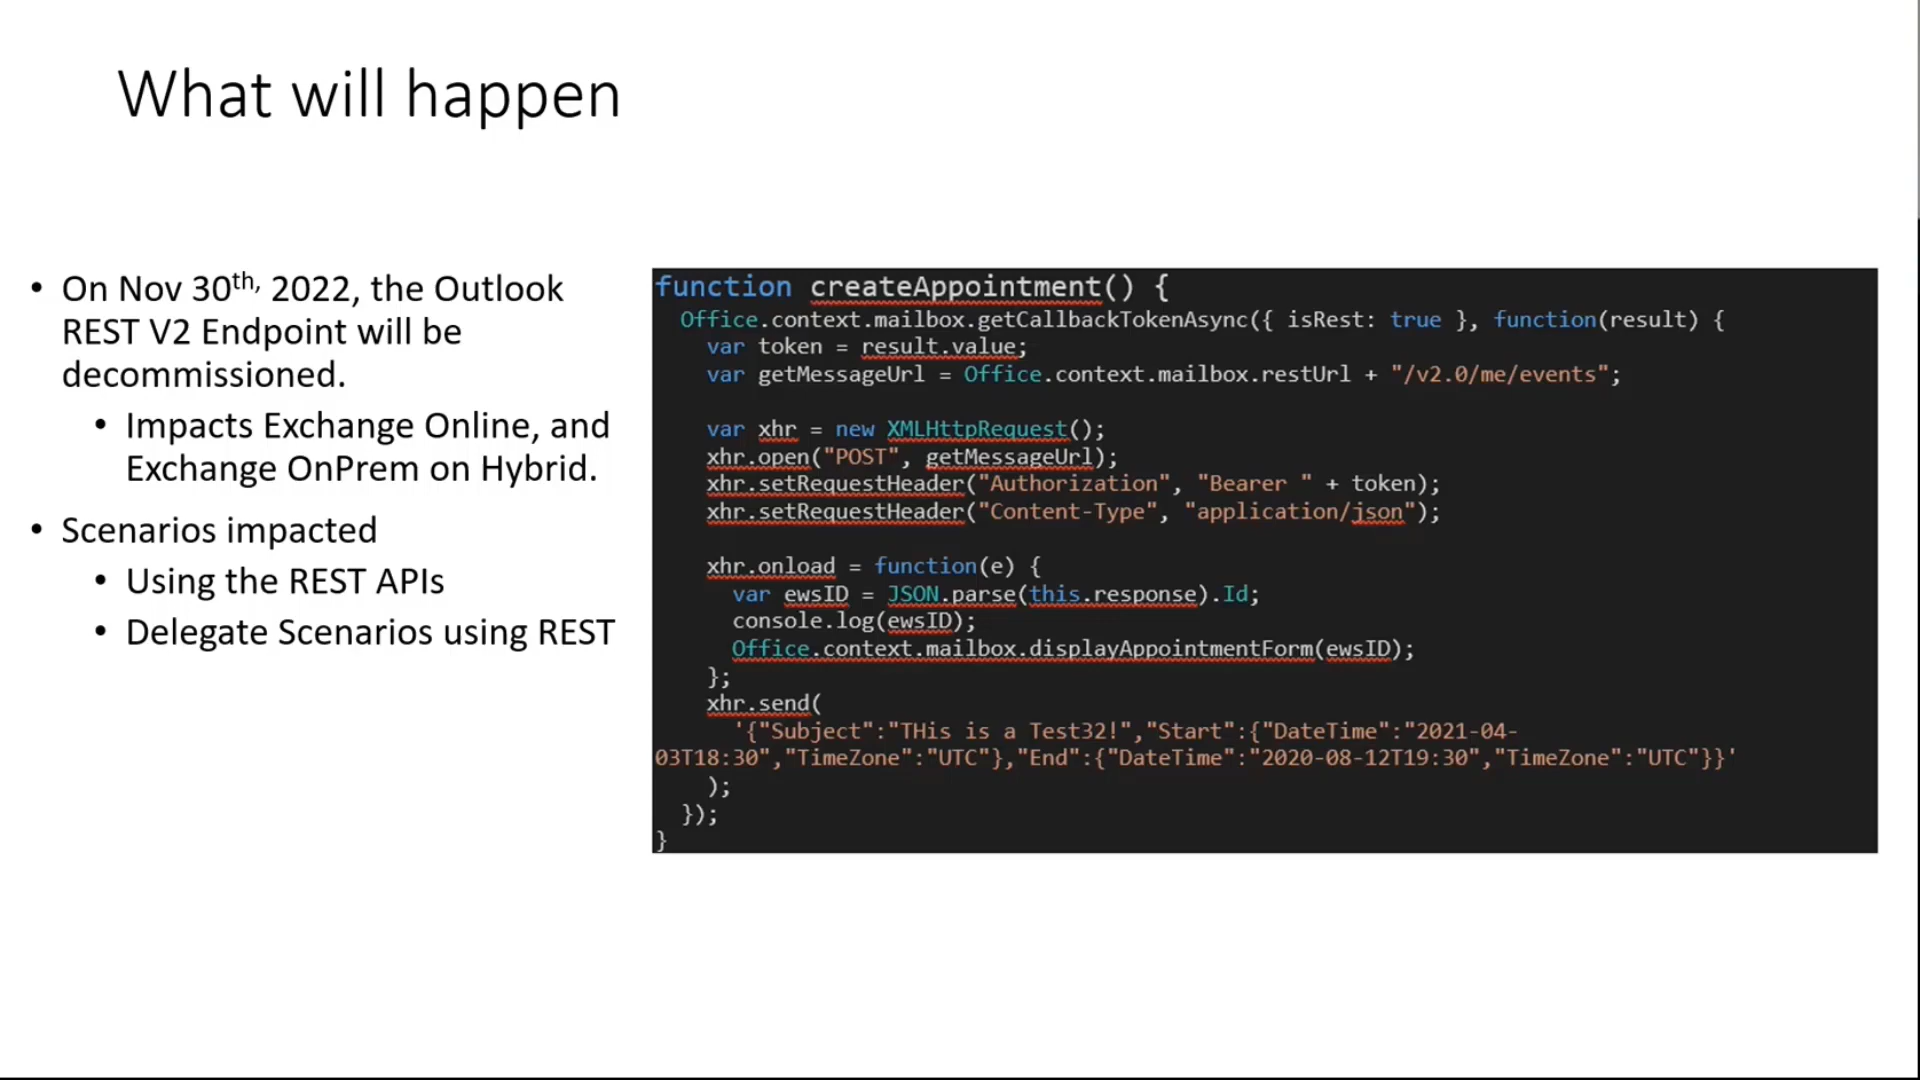 What will happen
• On Nov 30th, 2022, the Outlook
REST V2 Endpoint will be
decommissioned.
• Impacts Exchange Online, and
Exchange OnPrem on Hybrid.
• Scenarios impacted
• Using the REST APIs
• Delegate Scenarios using REST
function createAppointment() {
  Office.context.mailbox.getCallbackTokenAsync({ isRest: true }, function(result) {
    var token = result.value;
    var getMessageUrl = Office.context.mailbox.restUrl + "/v2.0/me/events";

    var xhr = new XMLHttpRequest();
    xhr.open("POST", getMessageUrl);
    xhr.setRequestHeader("Authorization", "Bearer " + token);
    xhr.setRequestHeader("Content-Type", "application/json");

    xhr.onload = function(e) {
      var ewsID = JSON.parse(this.response).Id;
      console.log(ewsID);
      Office.context.mailbox.displayAppointmentForm(ewsID);
    };
    xhr.send(
      '{"Subject":"THis is a Test32!","Start":{"DateTime":"2021-04-
03T18:30","TimeZone":"UTC"},"End":{"DateTime":"2020-08-12T19:30","TimeZone":"UTC"}}'
    );
  });
}